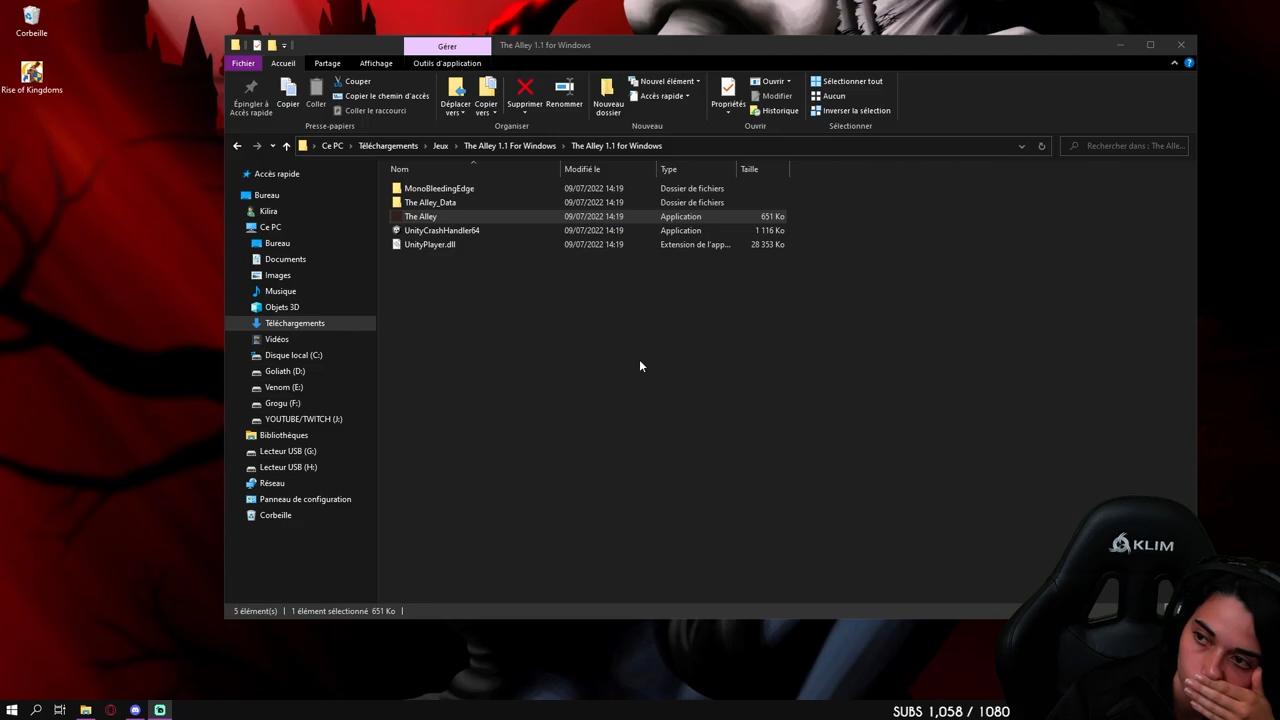 Corbeille
Rise of Kingdoms
Gérer
The Alley 1.1 for Windows
Fichier Accueil Partage Affichage Outils d'application
Épingler à Accès rapide
Copier
Coller
Couper
Copier le chemin d'accès
Coller le raccourci
Presse-papiers
Déplacer vers
Copier vers
Supprimer
Renommer
Organiser
Nouveau dossier
Nouvel élément
Accès rapide
Nouveau
Propriétés
Ouvrir
Modifier
Historique
Ouvrir
Sélectionner tout
Aucun
Inverser la sélection
Sélectionner
Ce PC > Téléchargements > Jeux > The Alley 1.1 For Windows > The Alley 1.1 for Windows
Rechercher dans : The Alle...
Accès rapide
Bureau
Kilira
Ce PC
Bureau
Documents
Images
Musique
Objets 3D
Téléchargements
Vidéos
Disque local (C:)
Goliath (D:)
Venom (E:)
Grogu (F:)
YOUTUBE/TWITCH (J:)
Bibliothèques
Lecteur USB (G:)
Lecteur USB (H:)
Réseau
Panneau de configuration
Corbeille
Nom Modifié le Type Taille
MonoBleedingEdge 09/07/2022 14:19 Dossier de fichiers
The Alley_Data 09/07/2022 14:19 Dossier de fichiers
The Alley 09/07/2022 14:19 Application 651 Ko
UnityCrashHandler64 09/07/2022 14:19 Application 1 116 Ko
UnityPlayer.dll 09/07/2022 14:19 Extension de l'app... 28 353 Ko
5 élément(s) 1 élément sélectionné 651 Ko
KLIM
SUBS 1,058 / 1080